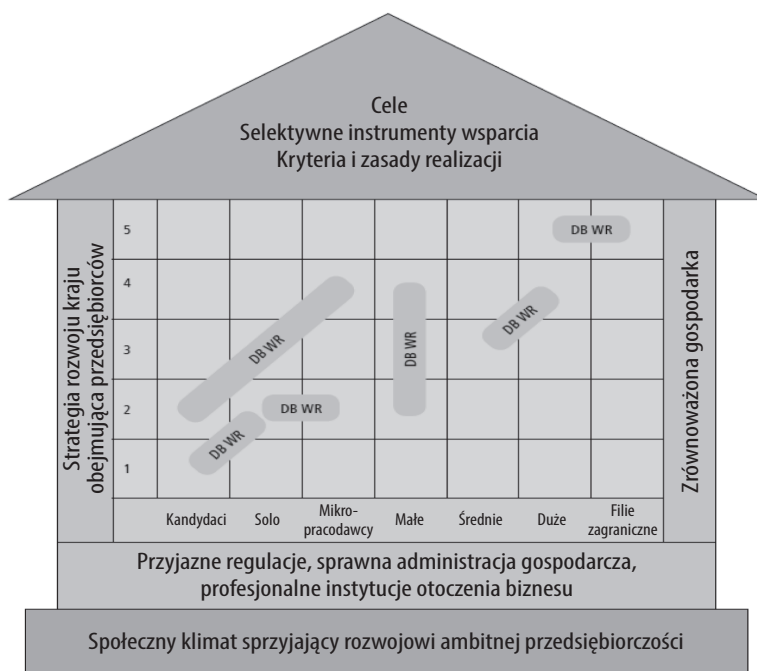 Cele
Selektywne instrumenty wsparcia
Kryteria i zasady realizacji
Strategia rozwoju kraju
obejmująca przedsiębiorców
5
DB WR
4
DB WR
3
DB WR
DB WR
2
DB WR
DB WR
1
Kandydaci
Solo
Mikro-
pracodawcy
Małe
Średnie
Duże
Filie
zagraniczne
Zrównoważona gospodarka
Przyjazne regulacje, sprawna administracja gospodarcza,
profesjonalne instytucje otoczenia biznesu
Społeczny klimat sprzyjający rozwojowi ambitnej przedsiębiorczości